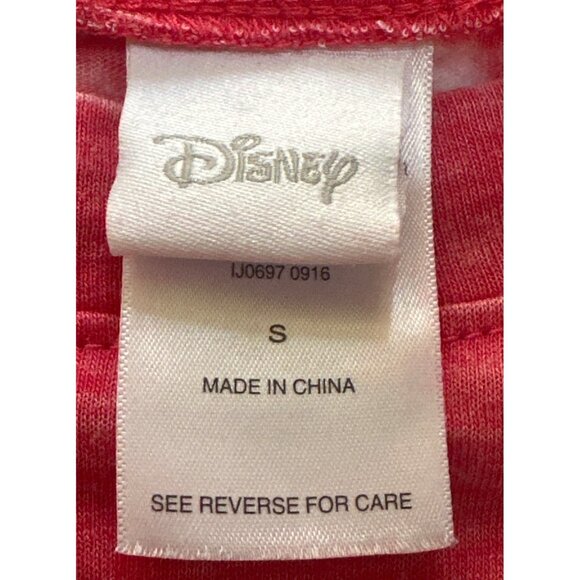 Disney
IJ0697 0916
S
MADE IN CHINA
SEE REVERSE FOR CARE